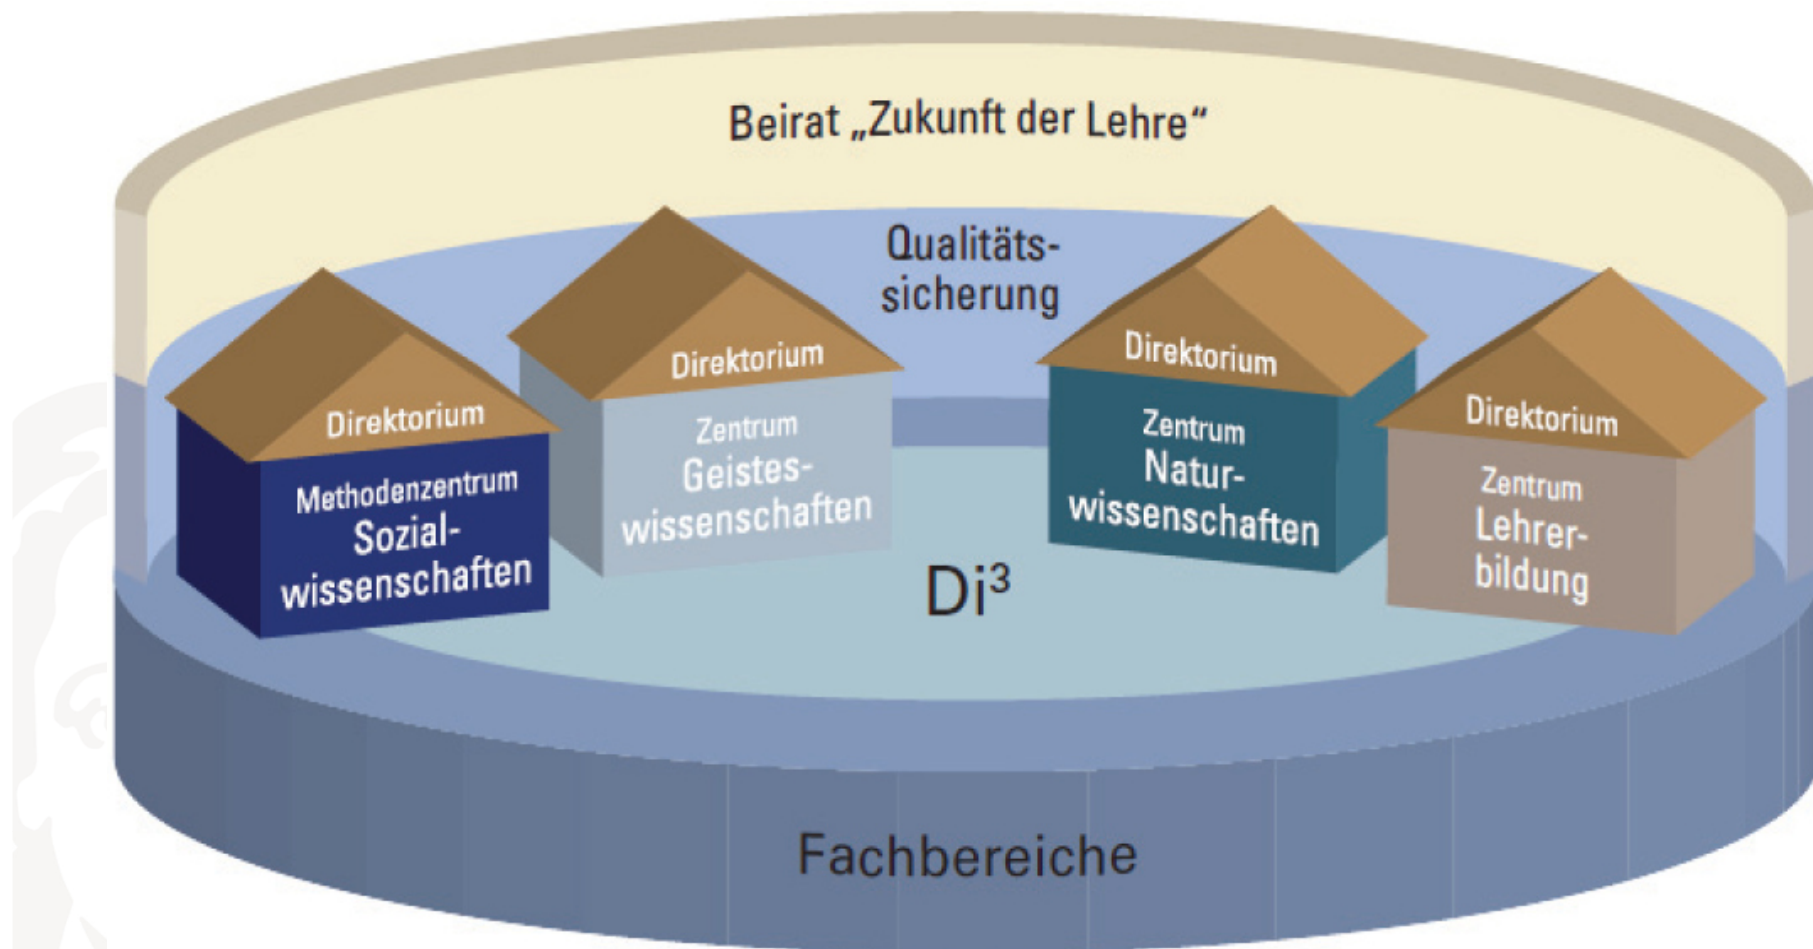 Beirat „Zukunft der Lehre“
Qualitäts-
sicherung
Direktorium
Methodenzentrum
Sozial-
wissenschaften
Direktorium
Zentrum
Geistes-
wissenschaften
Direktorium
Zentrum
Natur-
wissenschaften
Direktorium
Zentrum
Lehrer-
bildung
Di³
Fachbereiche